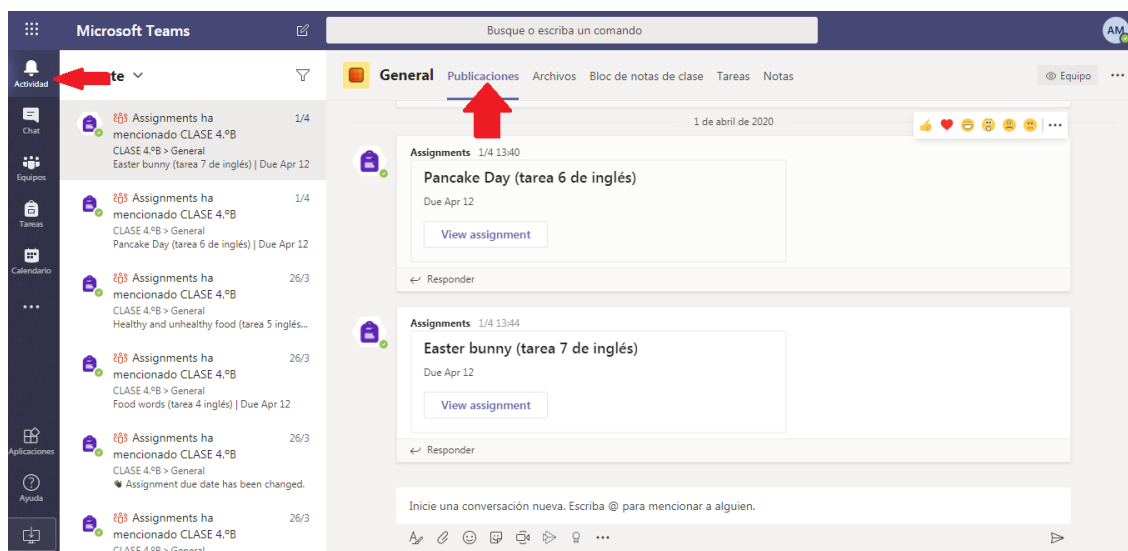 Microsoft Teams
Busque o escriba un comando
AM
Actividad
Chat
Equipos
Tareas
Calendario
Aplicaciones
Ayuda
te
Assignments ha 1/4
mencionado CLASE 4.ºB
CLASE 4.ºB > General
Easter bunny (tarea 7 de inglés) | Due Apr 12
Assignments ha 1/4
mencionado CLASE 4.ºB
CLASE 4.ºB > General
Pancake Day (tarea 6 de inglés) | Due Apr 12
Assignments ha 26/3
mencionado CLASE 4.ºB
CLASE 4.ºB > General
Healthy and unhealthy food (tarea 5 inglés...
Assignments ha 26/3
mencionado CLASE 4.ºB
CLASE 4.ºB > General
Food words (tarea 4 inglés) | Due Apr 12
Assignments ha 26/3
mencionado CLASE 4.ºB
CLASE 4.ºB > General
Assignment due date has been changed.
Assignments ha 26/3
mencionado CLASE 4.ºB
CLASE 4.ºB > General
General Publicaciones Archivos Bloc de notas de clase Tareas Notas
Equipo
1 de abril de 2020
Assignments 1/4 13:40
Pancake Day (tarea 6 de inglés)
Due Apr 12
View assignment
Responder
Assignments 1/4 13:44
Easter bunny (tarea 7 de inglés)
Due Apr 12
View assignment
Responder
Inicie una conversación nueva. Escriba @ para mencionar a alguien.